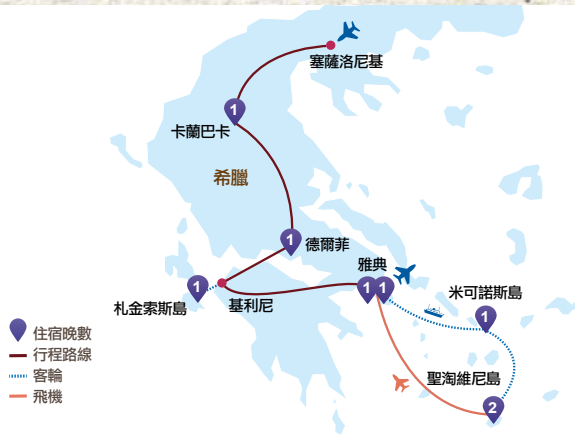 塞薩洛尼基
1
卡蘭巴卡
希臘
1
德爾菲
雅典
1
1
1
札金索斯島
基利尼
米可諾斯島
1
聖淘維尼島
2
住宿晚數
行程路線
客輪
飛機